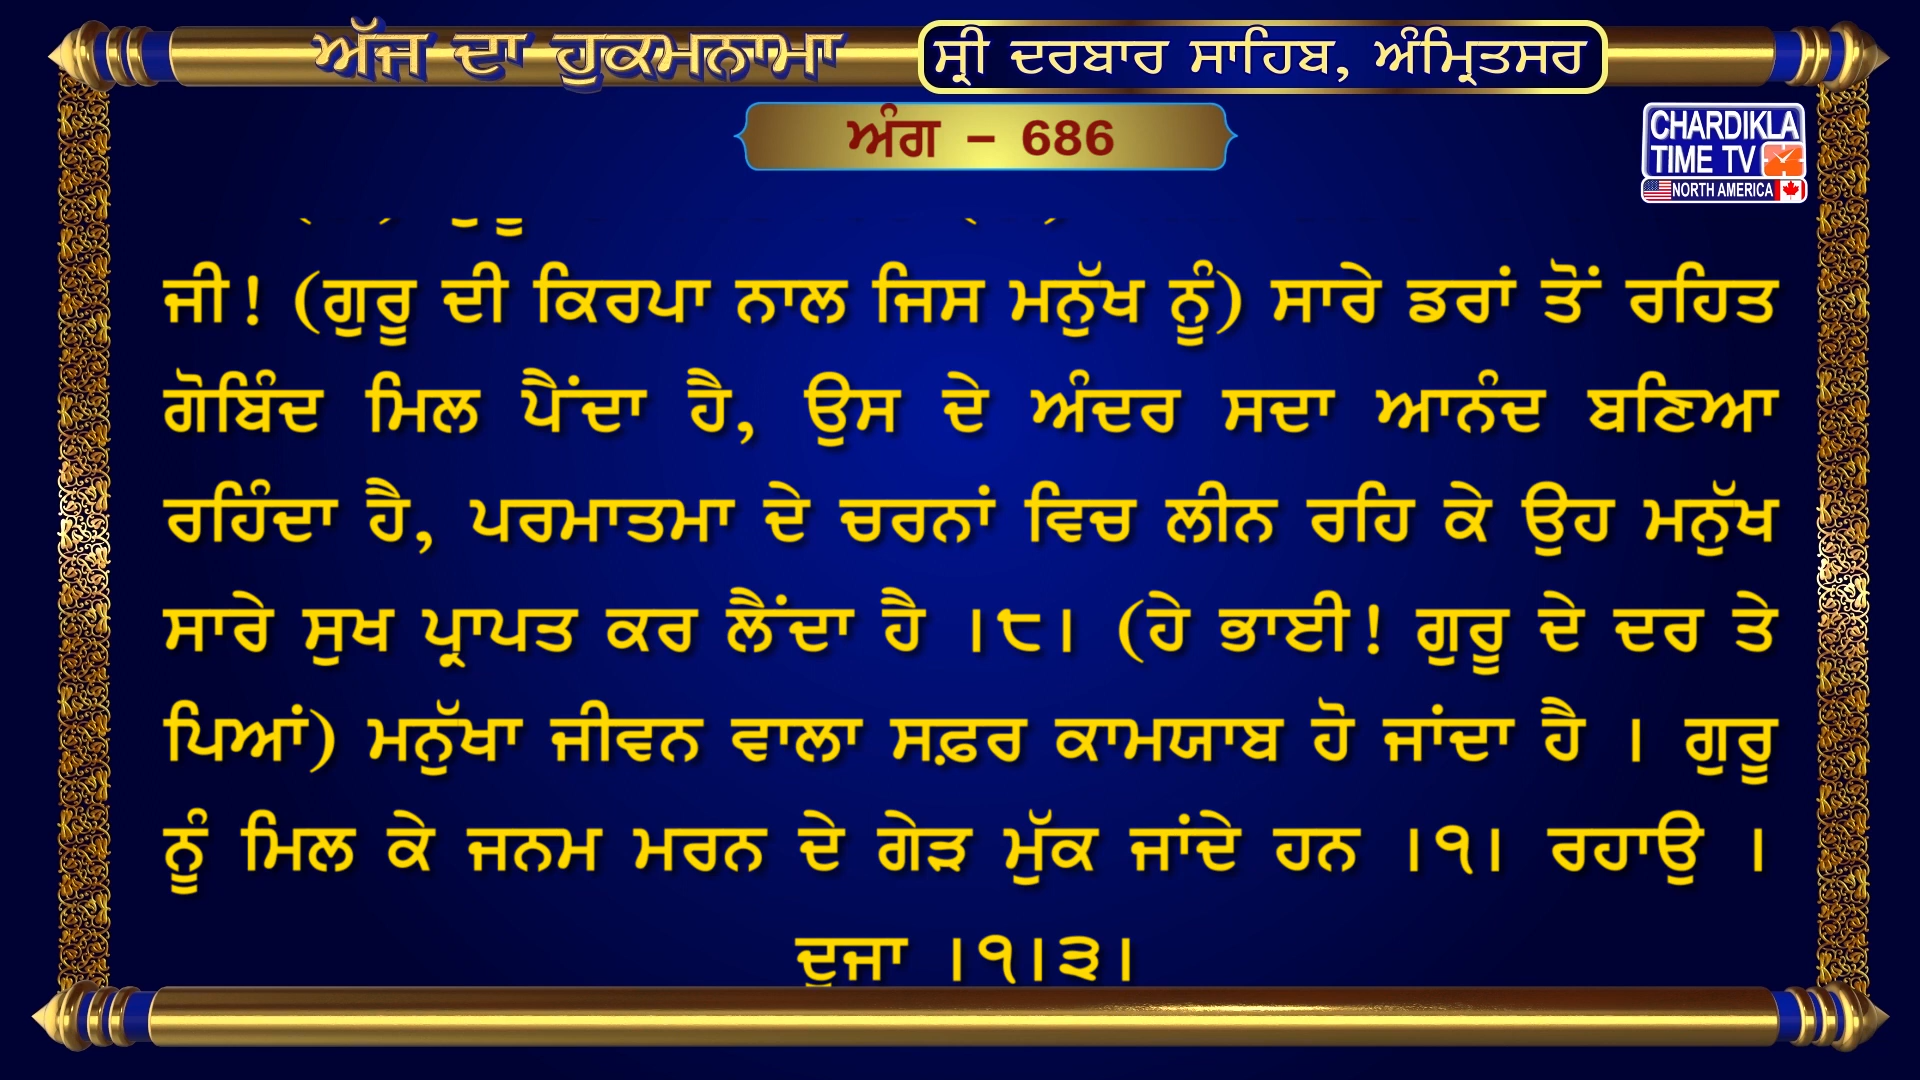 ਅੱਜ ਦਾ ਹੁਕਮਨਾਮਾ
ਸ੍ਰੀ ਦਰਬਾਰ ਸਾਹਿਬ, ਅੰਮ੍ਰਿਤਸਰ
ਅੰਗ – 686
CHARDIKLA
TIME TV
NORTH AMERICA
ਜੀ! (ਗੁਰੂ ਦੀ ਕਿਰਪਾ ਨਾਲ ਜਿਸ ਮਨੁੱਖ ਨੂੰ) ਸਾਰੇ ਡਰਾਂ ਤੋਂ ਰਹਿਤ
ਗੋਬਿੰਦ ਮਿਲ ਪੈਂਦਾ ਹੈ, ਉਸ ਦੇ ਅੰਦਰ ਸਦਾ ਆਨੰਦ ਬਣਿਆ
ਰਹਿੰਦਾ ਹੈ, ਪਰਮਾਤਮਾ ਦੇ ਚਰਨਾਂ ਵਿਚ ਲੀਨ ਰਹਿ ਕੇ ਉਹ ਮਨੁੱਖ
ਸਾਰੇ ਸੁਖ ਪ੍ਰਾਪਤ ਕਰ ਲੈਂਦਾ ਹੈ ।੮। (ਹੇ ਭਾਈ! ਗੁਰੂ ਦੇ ਦਰ ਤੇ
ਪਿਆਂ) ਮਨੁੱਖਾ ਜੀਵਨ ਵਾਲਾ ਸਫ਼ਰ ਕਾਮਯਾਬ ਹੋ ਜਾਂਦਾ ਹੈ । ਗੁਰੂ
ਨੂੰ ਮਿਲ ਕੇ ਜਨਮ ਮਰਨ ਦੇ ਗੇੜ ਮੁੱਕ ਜਾਂਦੇ ਹਨ ।੧। ਰਹਾਉ ।
ਦੂਜਾ ।੧।੩।